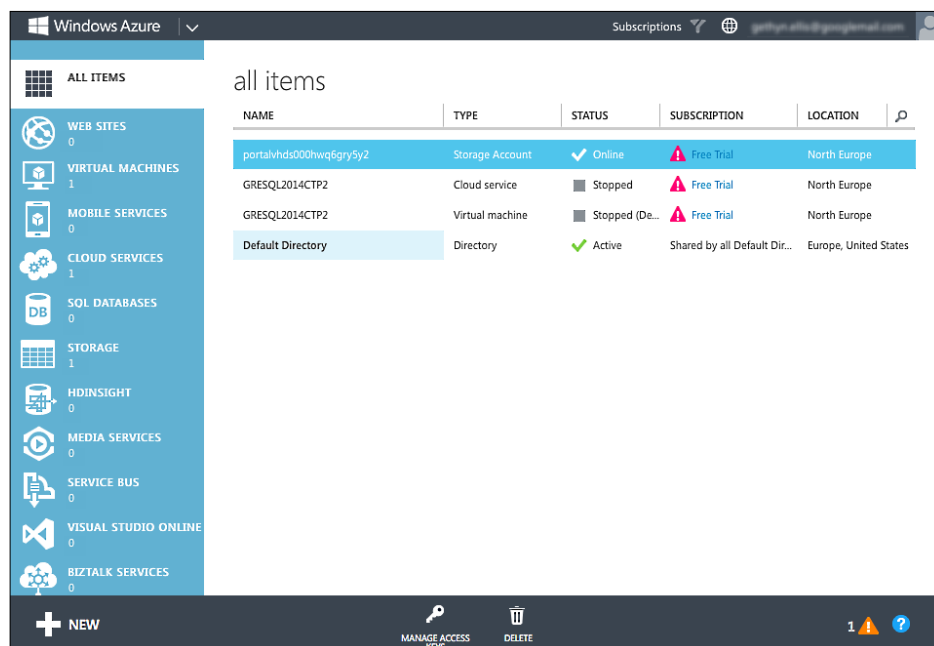 Windows Azure
Subscriptions
ALL ITEMS
WEB SITES
0
VIRTUAL MACHINES
1
MOBILE SERVICES
0
CLOUD SERVICES
1
DB
SQL DATABASES
0
STORAGE
1
HDINSIGHT
0
MEDIA SERVICES
0
SERVICE BUS
0
VISUAL STUDIO ONLINE
0
BIZTALK SERVICES
0
all items
NAME TYPE STATUS SUBSCRIPTION LOCATION
portalvhds000hwq6gry5y2 Storage Account Online Free Trial North Europe
GRESQL2014CTP2 Cloud service Stopped Free Trial North Europe
GRESQL2014CTP2 Virtual machine Stopped (De... Free Trial North Europe
Default Directory Directory Active Shared by all Default Dir... Europe, United States
NEW
MANAGE ACCESS
KEYS
DELETE
1
?